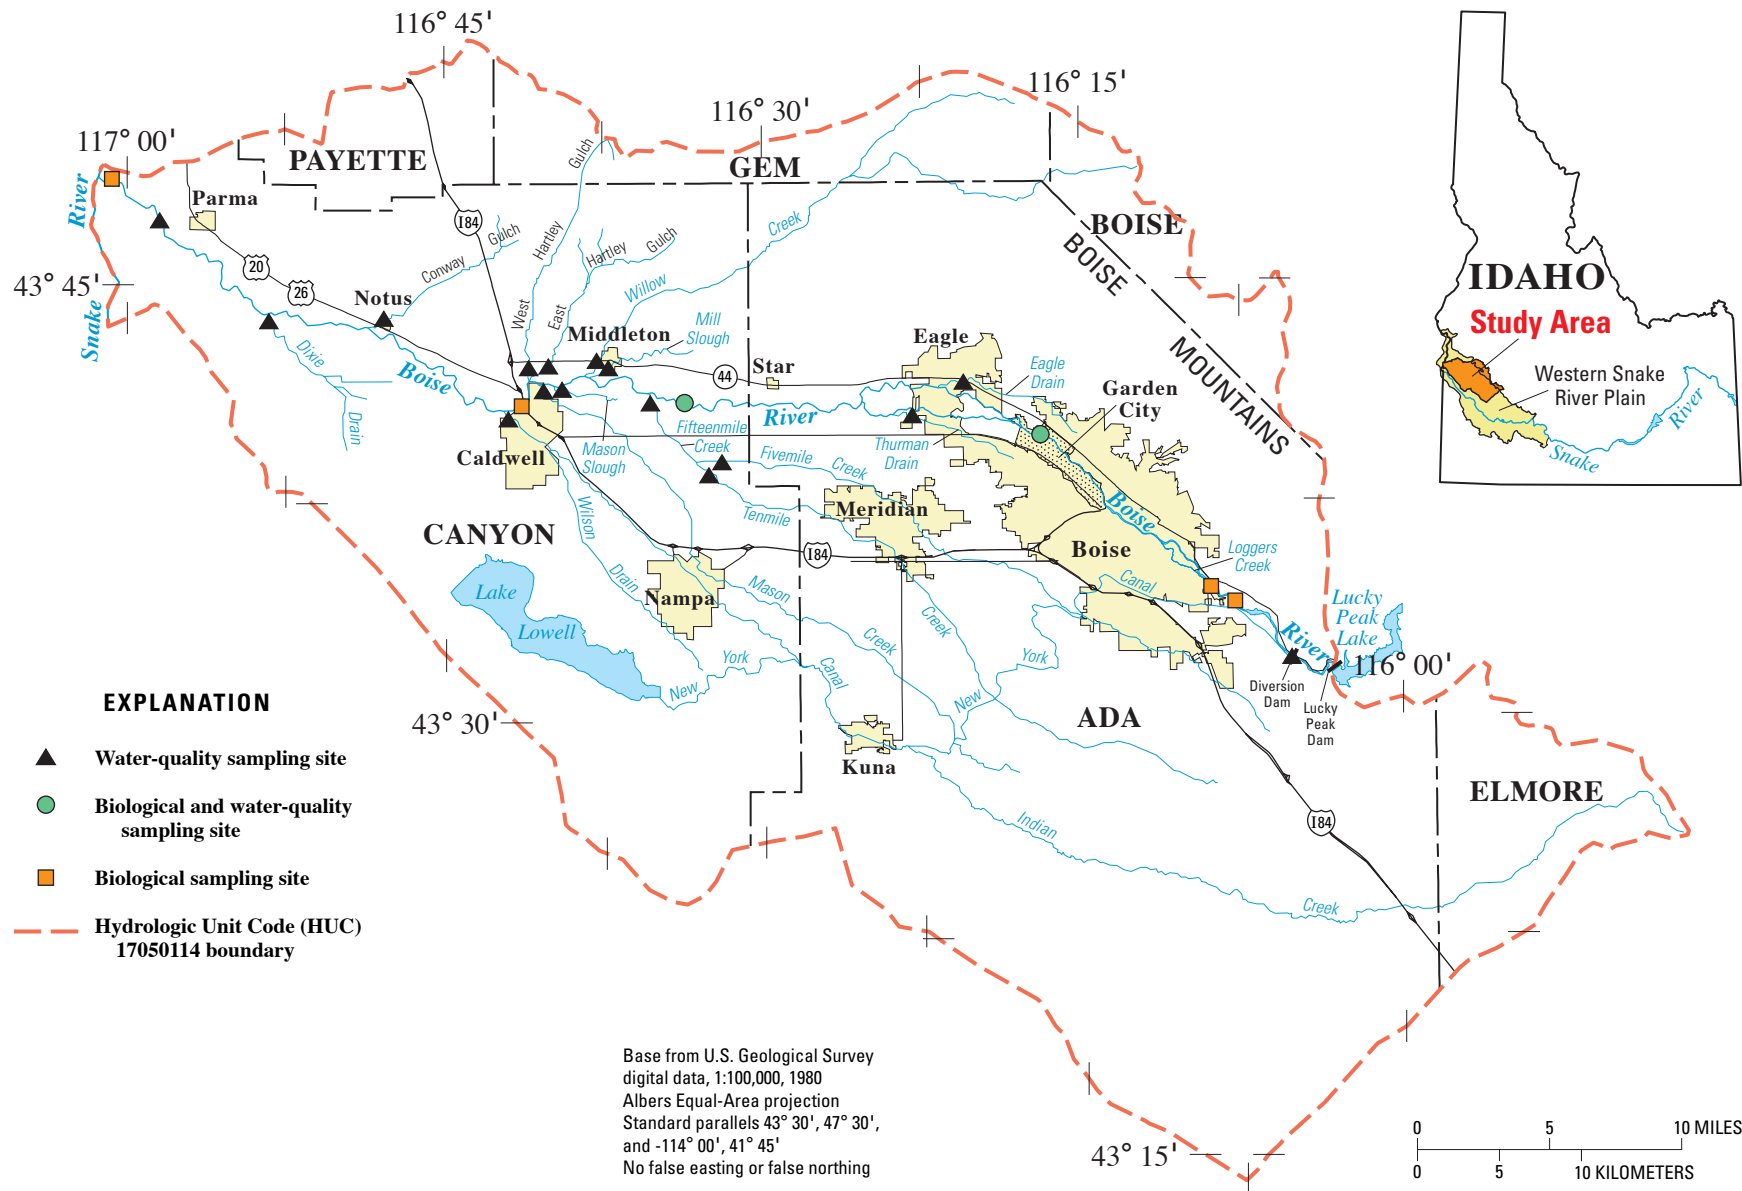 116° 45'
116° 15'
116° 30'
117° 00'
PAYETTE
GEM
Gulch
Parma
River
I84
BOISE
Creek
BOISE
Gulch
Hartley
Hartley
Gulch
20
Conway
IDAHO
43° 45'
26
Willow
Notus
West
East
Mill
Slough
Study Area
Snake
Middleton
Eagle
MOUNTAINS
Dixie
Boise
44
Star
Eagle
Drain
Garden
City
Western Snake
River Plain
River
River
Drain
Fifteenmile
Creek
Thurman
Drain
Caldwell
Mason
Slough
Fivemile
Creek
Snake
Wilson
Tenmile
Meridian
Boise
CANYON
I84
Boise
Loggers
Creek
Lake
Drain
Nampa
Mason
Canal
Lucky
Peak
Lake
Lowell
Creek
Creek
River
York
York
116° 00'
New
Canal
New
Diversion
Dam
Lucky
Peak
Dam
EXPLANATION
43° 30'
ADA
Kuna
Water-quality sampling site
ELMORE
Biological and water-quality
sampling site
Indian
I84
Biological sampling site
Creek
Hydrologic Unit Code (HUC)
17050114 boundary
Base from U.S. Geological Survey
digital data, 1:100,000, 1980
Albers Equal-Area projection
Standard parallels 43° 30', 47° 30',
and -114° 00', 41° 45'
No false easting or false northing
43° 15'
0 5 10 MILES
0 5 10 KILOMETERS